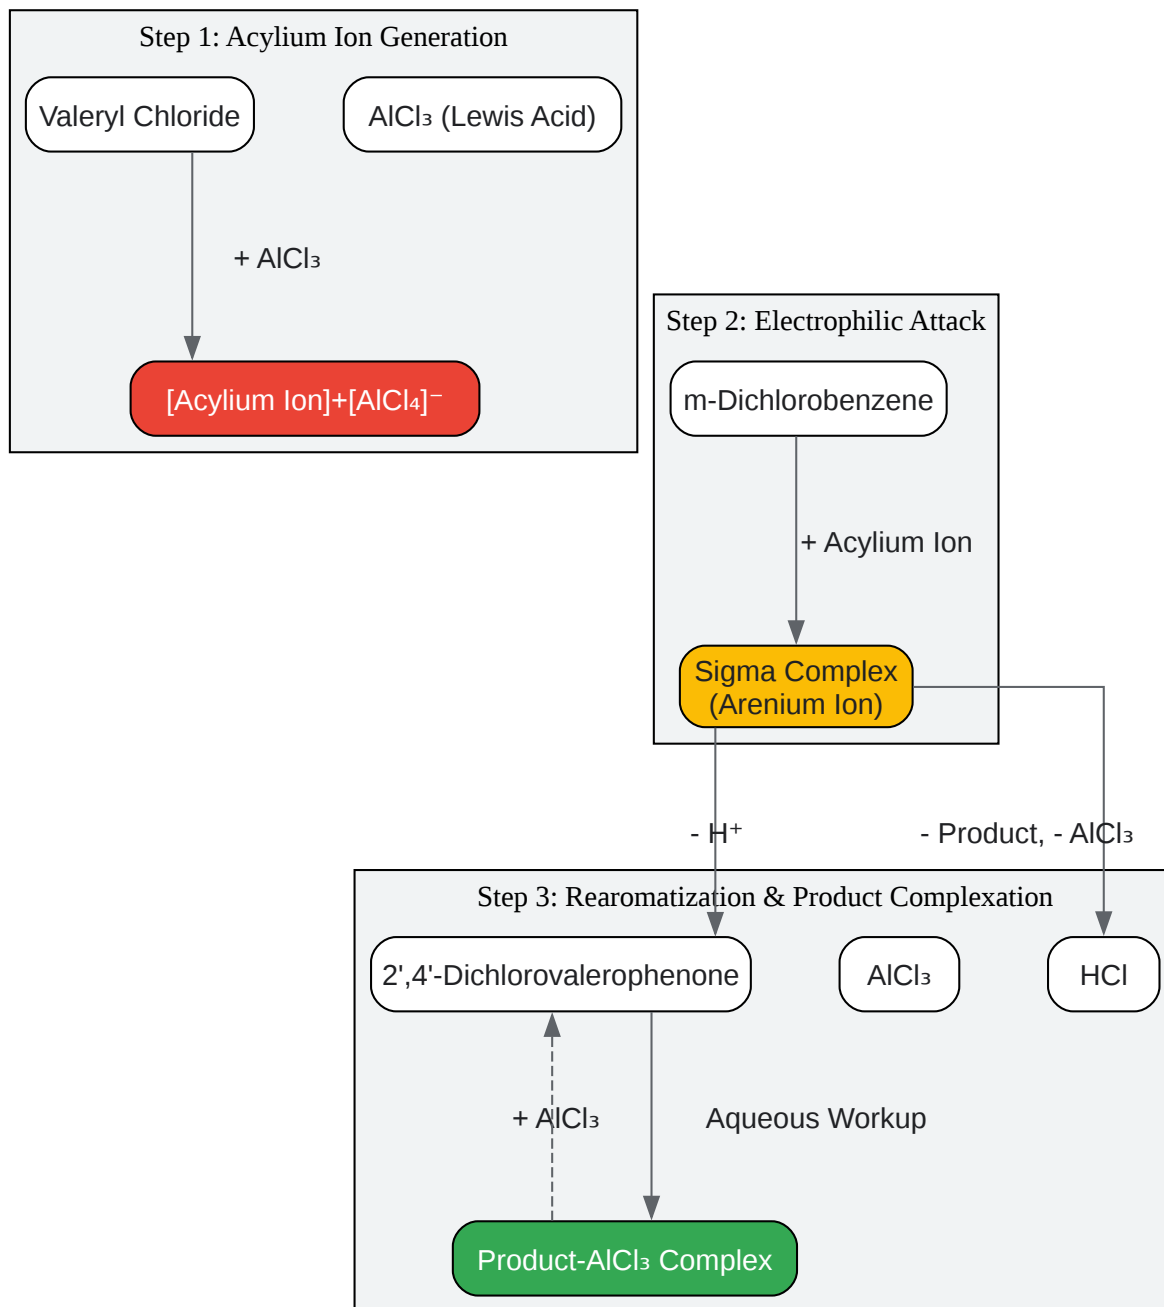 Step 1: Acylium Ion Generation
Valeryl Chloride
AlCl₃ (Lewis Acid)
+ AlCl₃
[Acylium Ion]+[AlCl₄]⁻
Step 2: Electrophilic Attack
m-Dichlorobenzene
+ Acylium Ion
Sigma Complex
(Arenium Ion)
- H⁺
- Product, - AlCl₃
Step 3: Rearomatization & Product Complexation
2',4'-Dichlorovalerophenone
AlCl₃
HCl
+ AlCl₃
Aqueous Workup
Product-AlCl₃ Complex